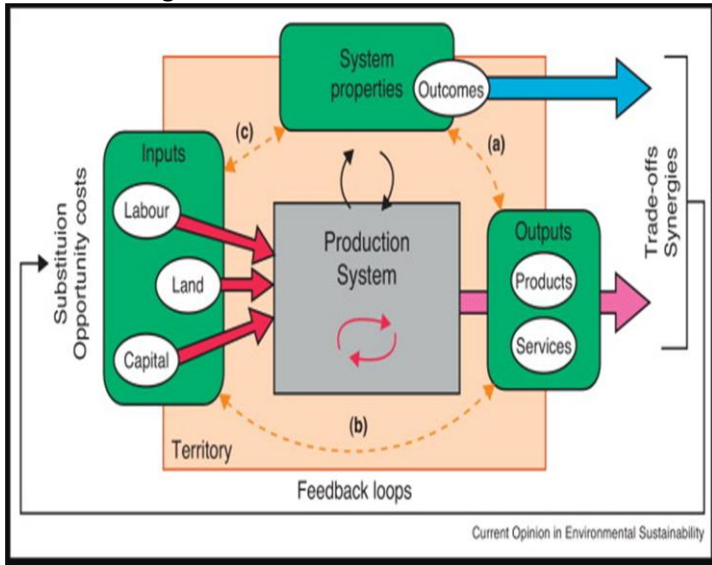 System
properties
Outcomes
(c)
(a)
Inputs
Labour
Land
Capital
Production
System
Outputs
Products
Services
Substituion
Opportunity costs
Trade-offs
Synergies
(b)
Territory
Feedback loops
Current Opinion in Environmental Sustainability